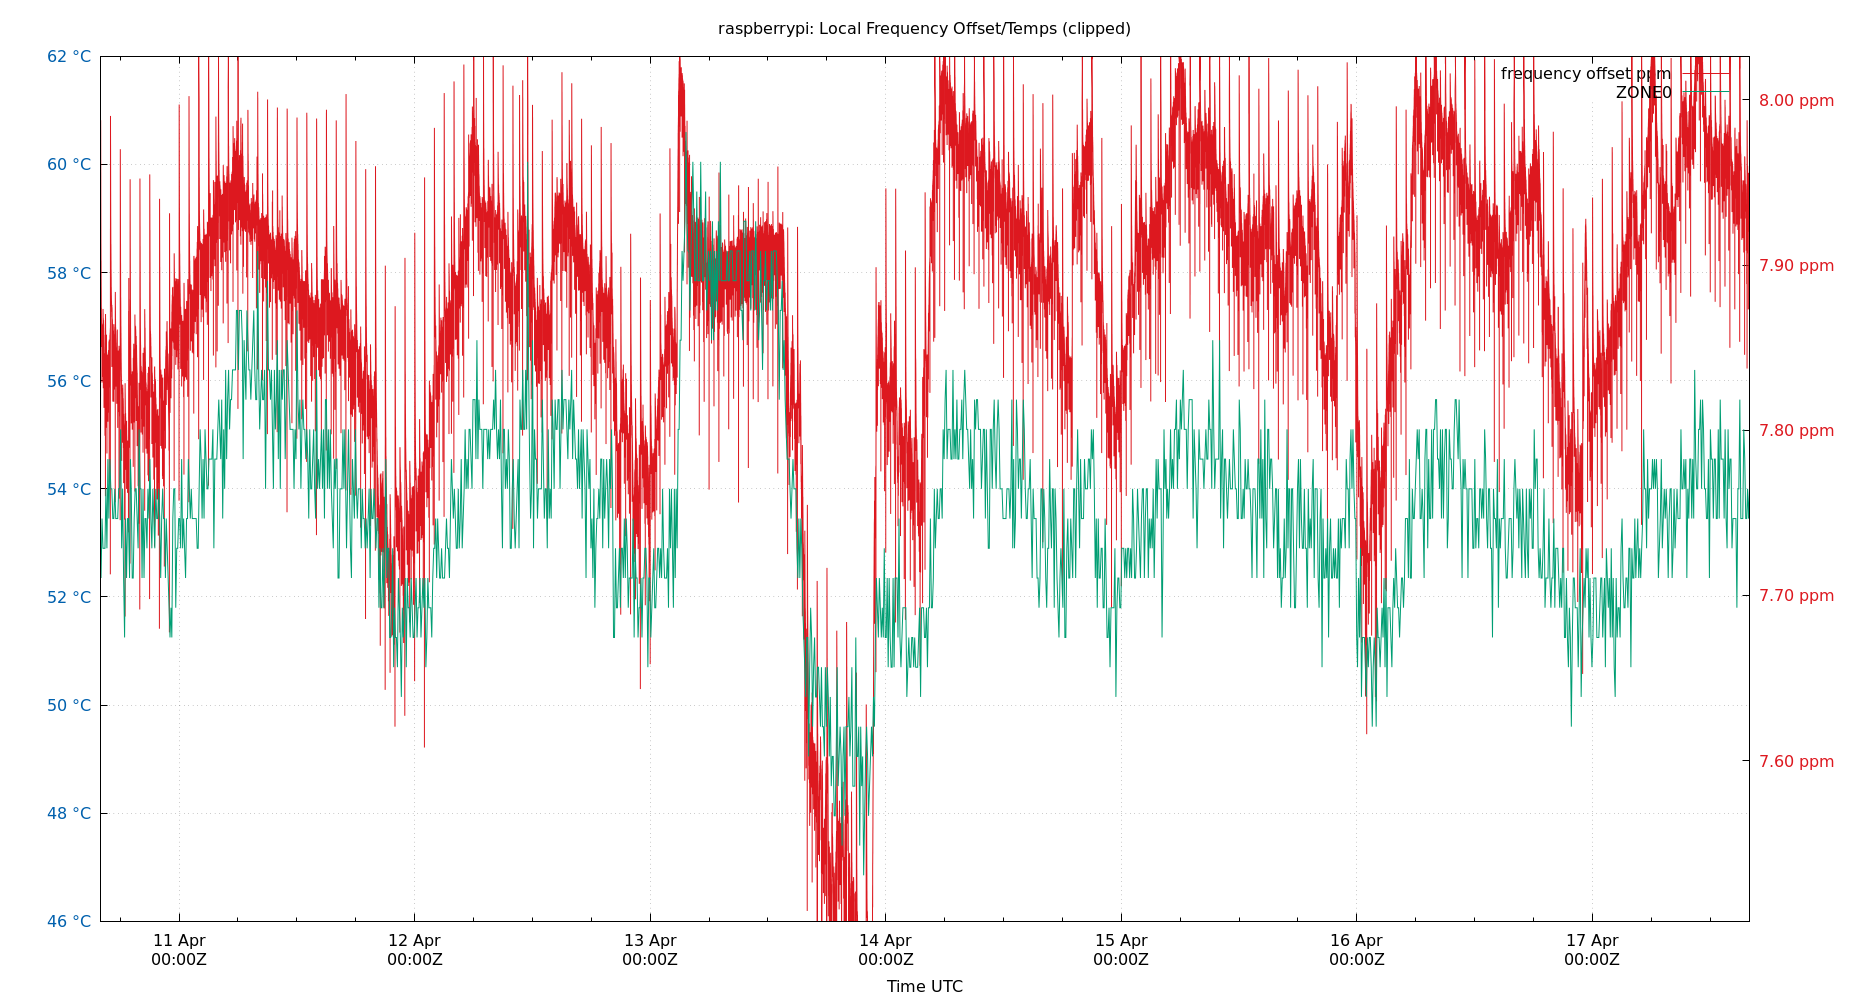 raspberrypi: Local Frequency Offset/Temps (clipped)
62 °C
60 °C
58 °C
56 °C
54 °C
52 °C
50 °C
48 °C
46 °C
frequency offset ppm
ZONE0
8.00 ppm
7.90 ppm
7.80 ppm
7.70 ppm
7.60 ppm
11 Apr 12 Apr 13 Apr 14 Apr 15 Apr 16 Apr 17 Apr
00:00Z 00:00Z 00:00Z 00:00Z 00:00Z 00:00Z 00:00Z
Time UTC